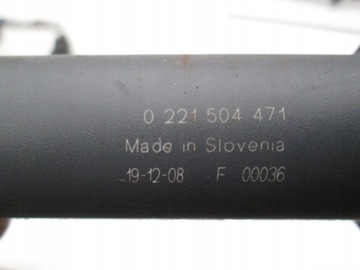 0 221 504 471
Made in Slovenia
19-12-08 F 00036